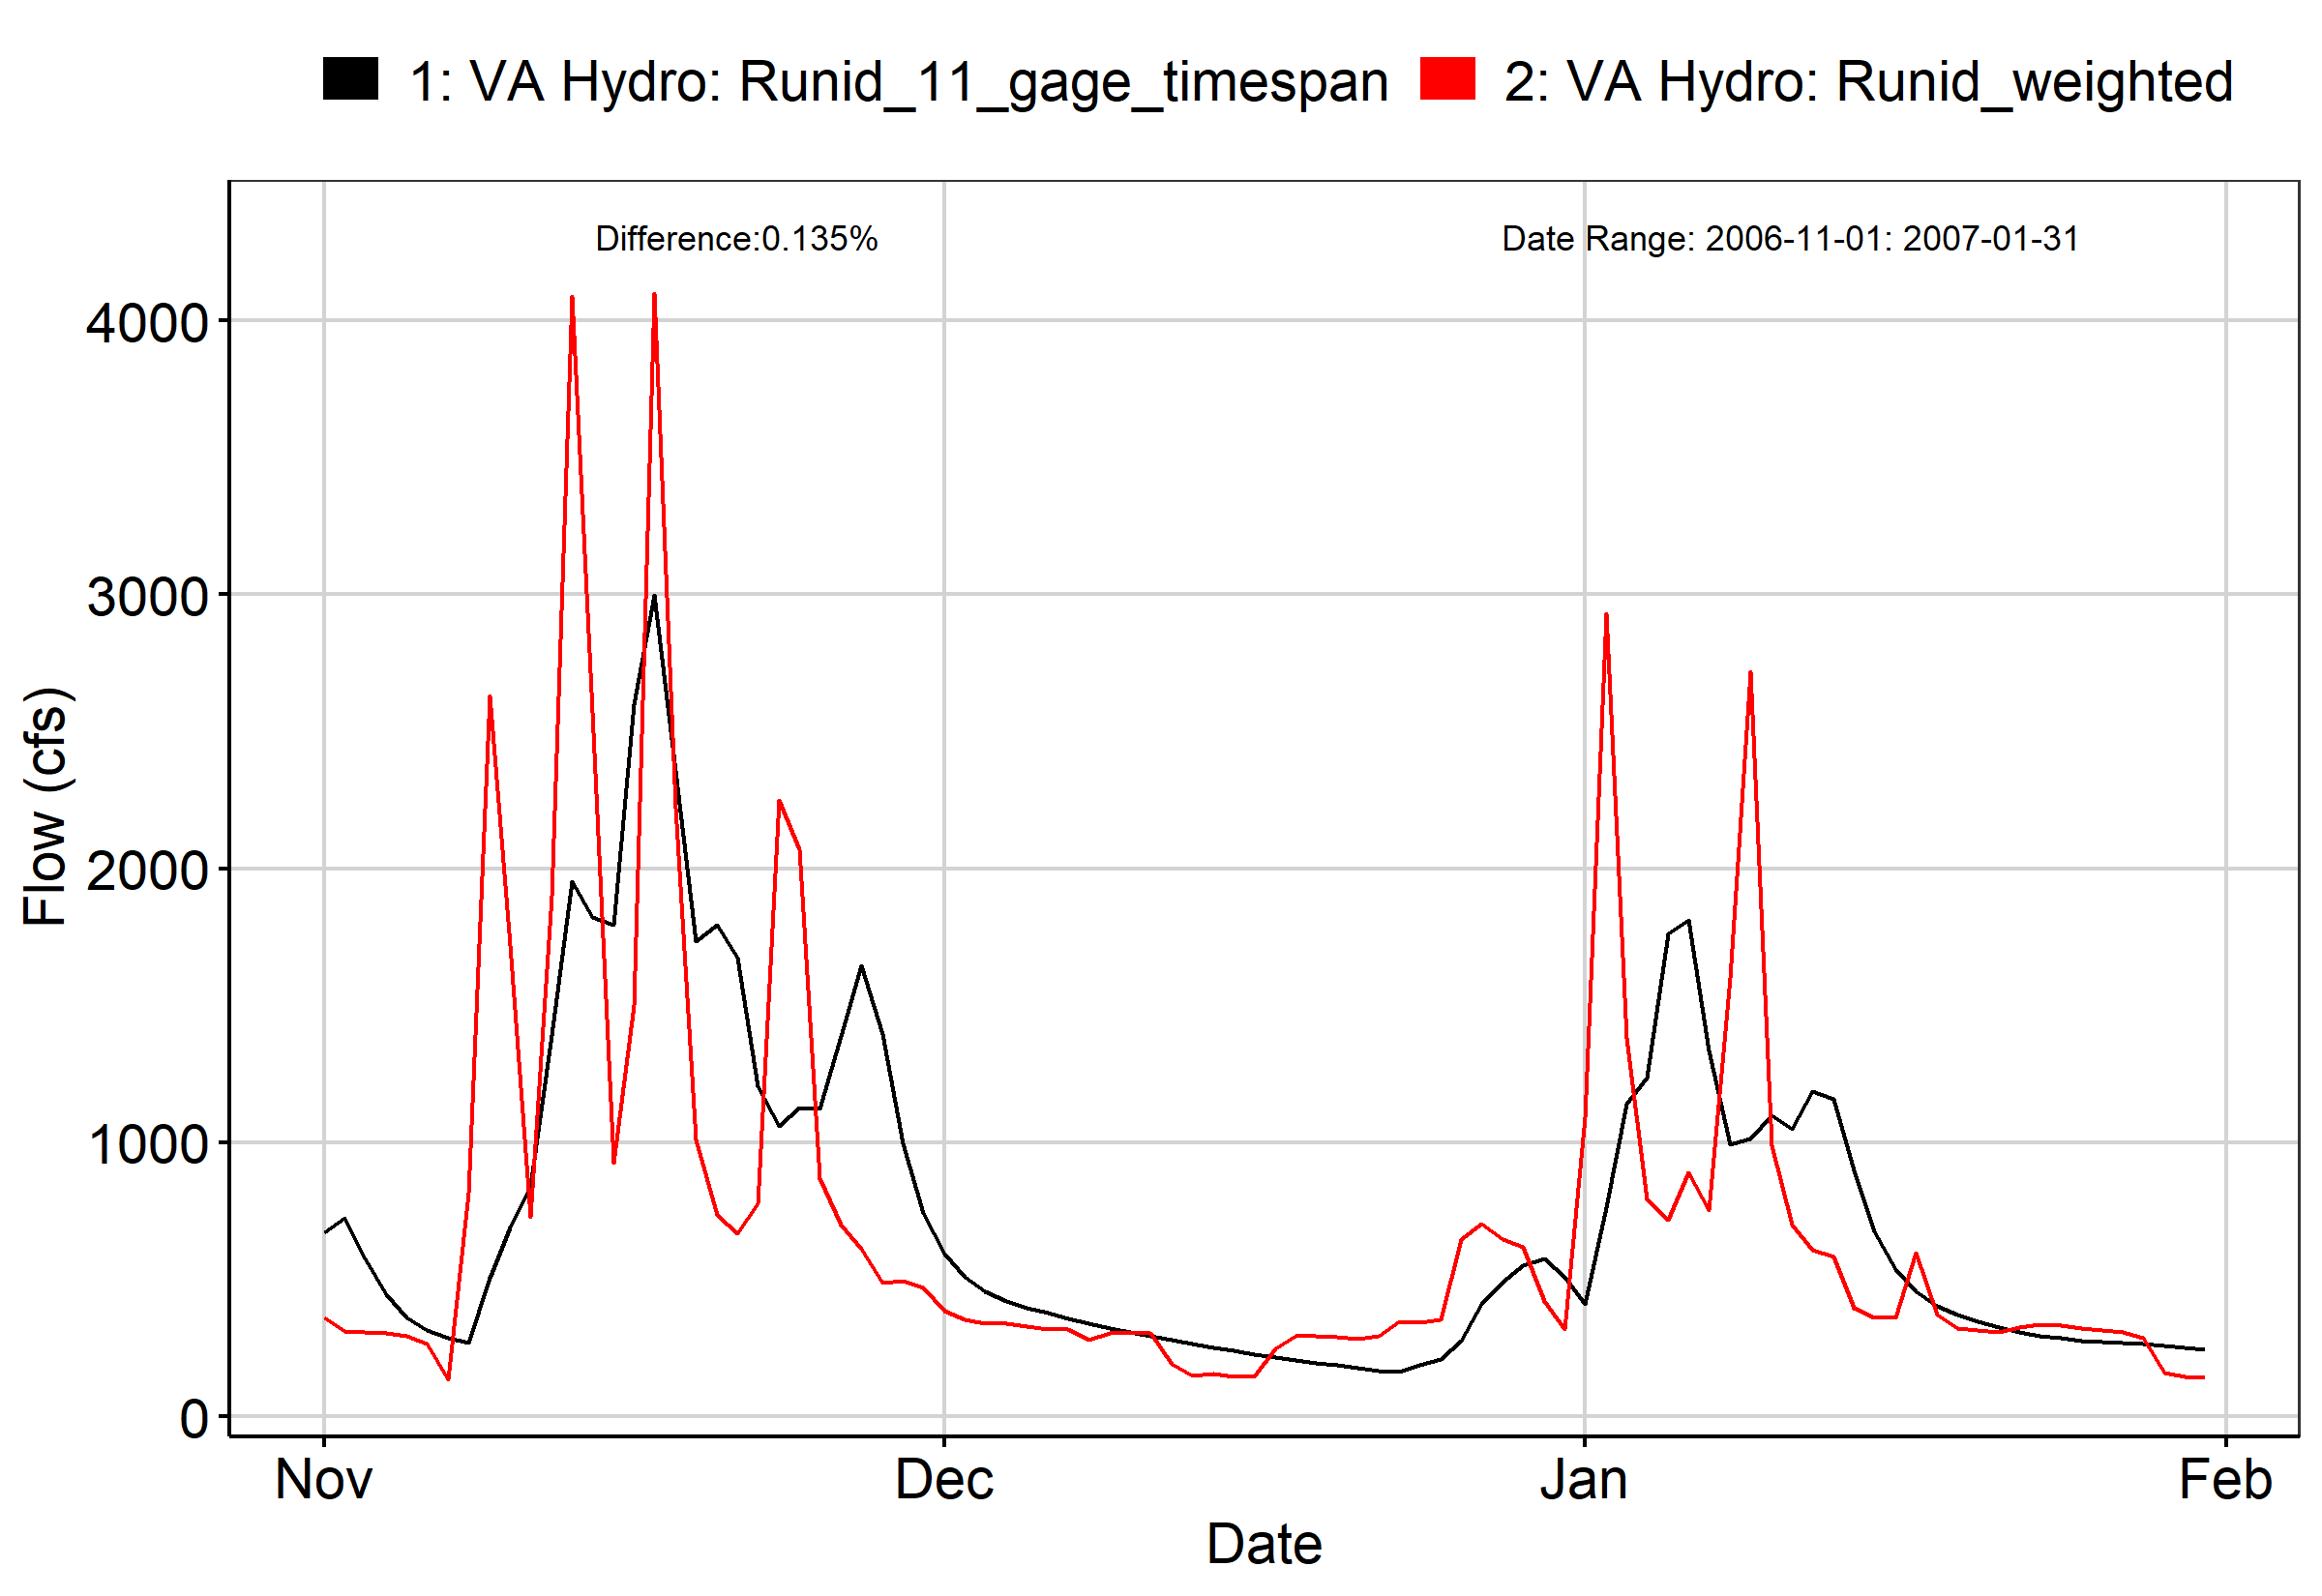 1: VA Hydro: Runid_11_gage_timespan 2: VA Hydro: Runid_weighted
Difference:0.135% Date Range: 2006-11-01: 2007-01-31
Flow (cfs)
4000
3000
2000
1000
0
Nov Dec Jan Feb
Date